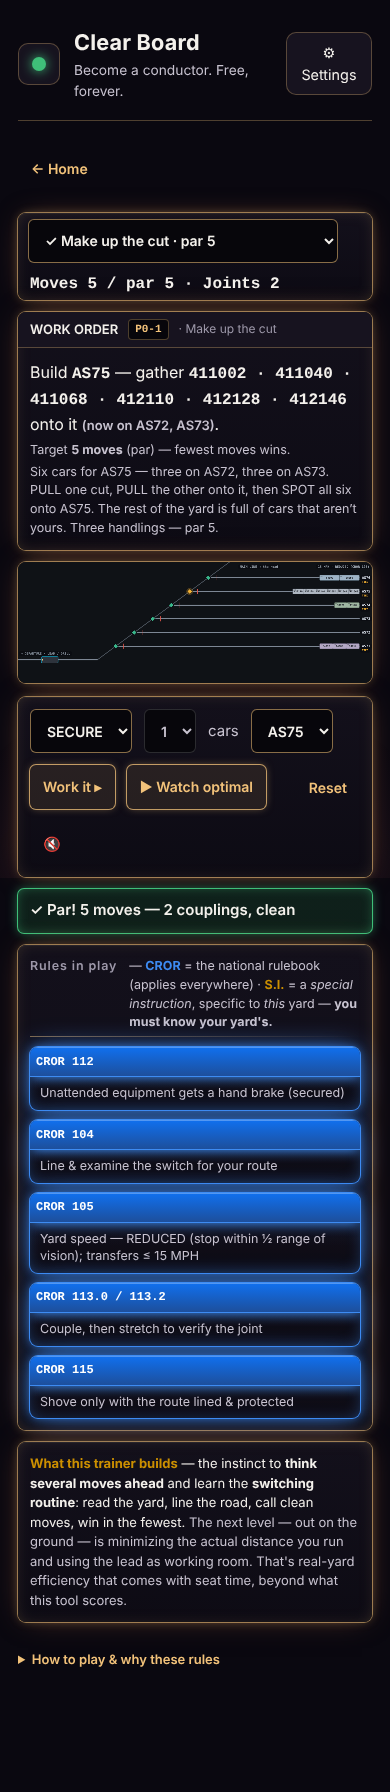 Clear Board
Become a conductor. Free,
forever.
⚙
Settings
← Home
✓ Make up the cut · par 5
Moves 5 / par 5 · Joints 2
WORK ORDER P0-1 · Make up the cut
Build AS75 — gather 411002 · 411040 ·
411068 · 412110 · 412128 · 412146
onto it (now on AS72, AS73).
Target 5 moves (par) — fewest moves wins.
Six cars for AS75 — three on AS72, three on AS73.
PULL one cut, PULL the other onto it, then SPOT all six
onto AS75. The rest of the yard is full of cars that aren’t
yours. Three handlings — par 5.
SECURE 1 cars AS75
Work it ▸ ▶ Watch optimal Reset
✓ Par! 5 moves — 2 couplings, clean
Rules in play — CROR = the national rulebook
(applies everywhere) · S.I. = a special
instruction, specific to this yard — you
must know your yard's.
CROR 112
Unattended equipment gets a hand brake (secured)
CROR 104
Line & examine the switch for your route
CROR 105
Yard speed — REDUCED (stop within ½ range of
vision); transfers ≤ 15 MPH
CROR 113.0 / 113.2
Couple, then stretch to verify the joint
CROR 115
Shove only with the route lined & protected
What this trainer builds — the instinct to think
several moves ahead and learn the switching
routine: read the yard, line the road, call clean
moves, win in the fewest. The next level — out on the
ground — is minimizing the actual distance you run
and using the lead as working room. That's real-yard
efficiency that comes with seat time, beyond what
this tool scores.
▶ How to play & why these rules